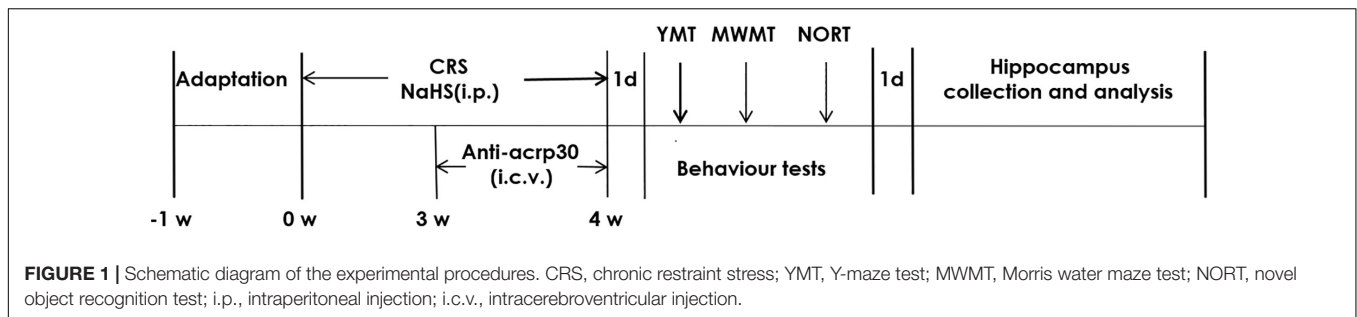 YMT MWMT NORT
Adaptation
CRS
NaHS(i.p.)
1d
1d
Hippocampus
collection and analysis
Anti-acrp30
(i.c.v.)
Behaviour tests
-1 w 0 w 3 w 4 w
FIGURE 1 | Schematic diagram of the experimental procedures. CRS, chronic restraint stress; YMT, Y-maze test; MWMT, Morris water maze test; NORT, novel
object recognition test; i.p., intraperitoneal injection; i.c.v., intracerebroventricular injection.